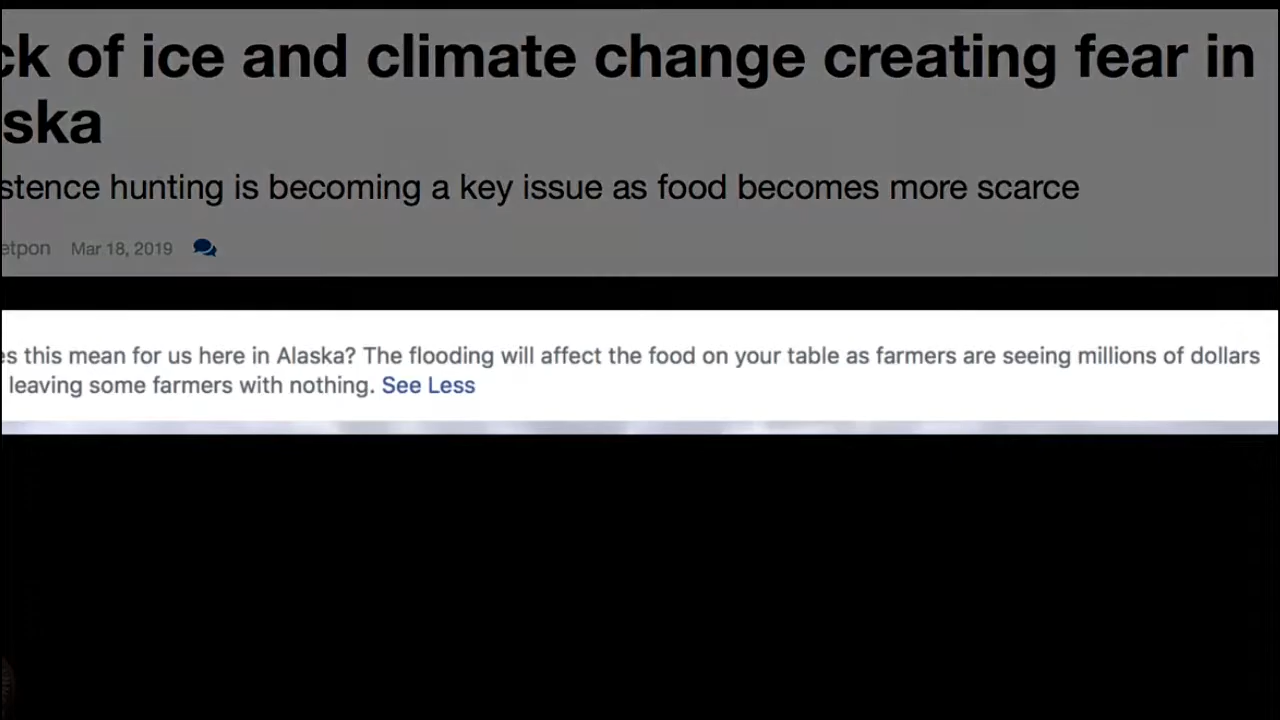 ck of ice and climate change creating fear in
ska
stence hunting is becoming a key issue as food becomes more scarce
etpon Mar 18, 2019
es this mean for us here in Alaska? The flooding will affect the food on your table as farmers are seeing millions of dollars
leaving some farmers with nothing. See Less